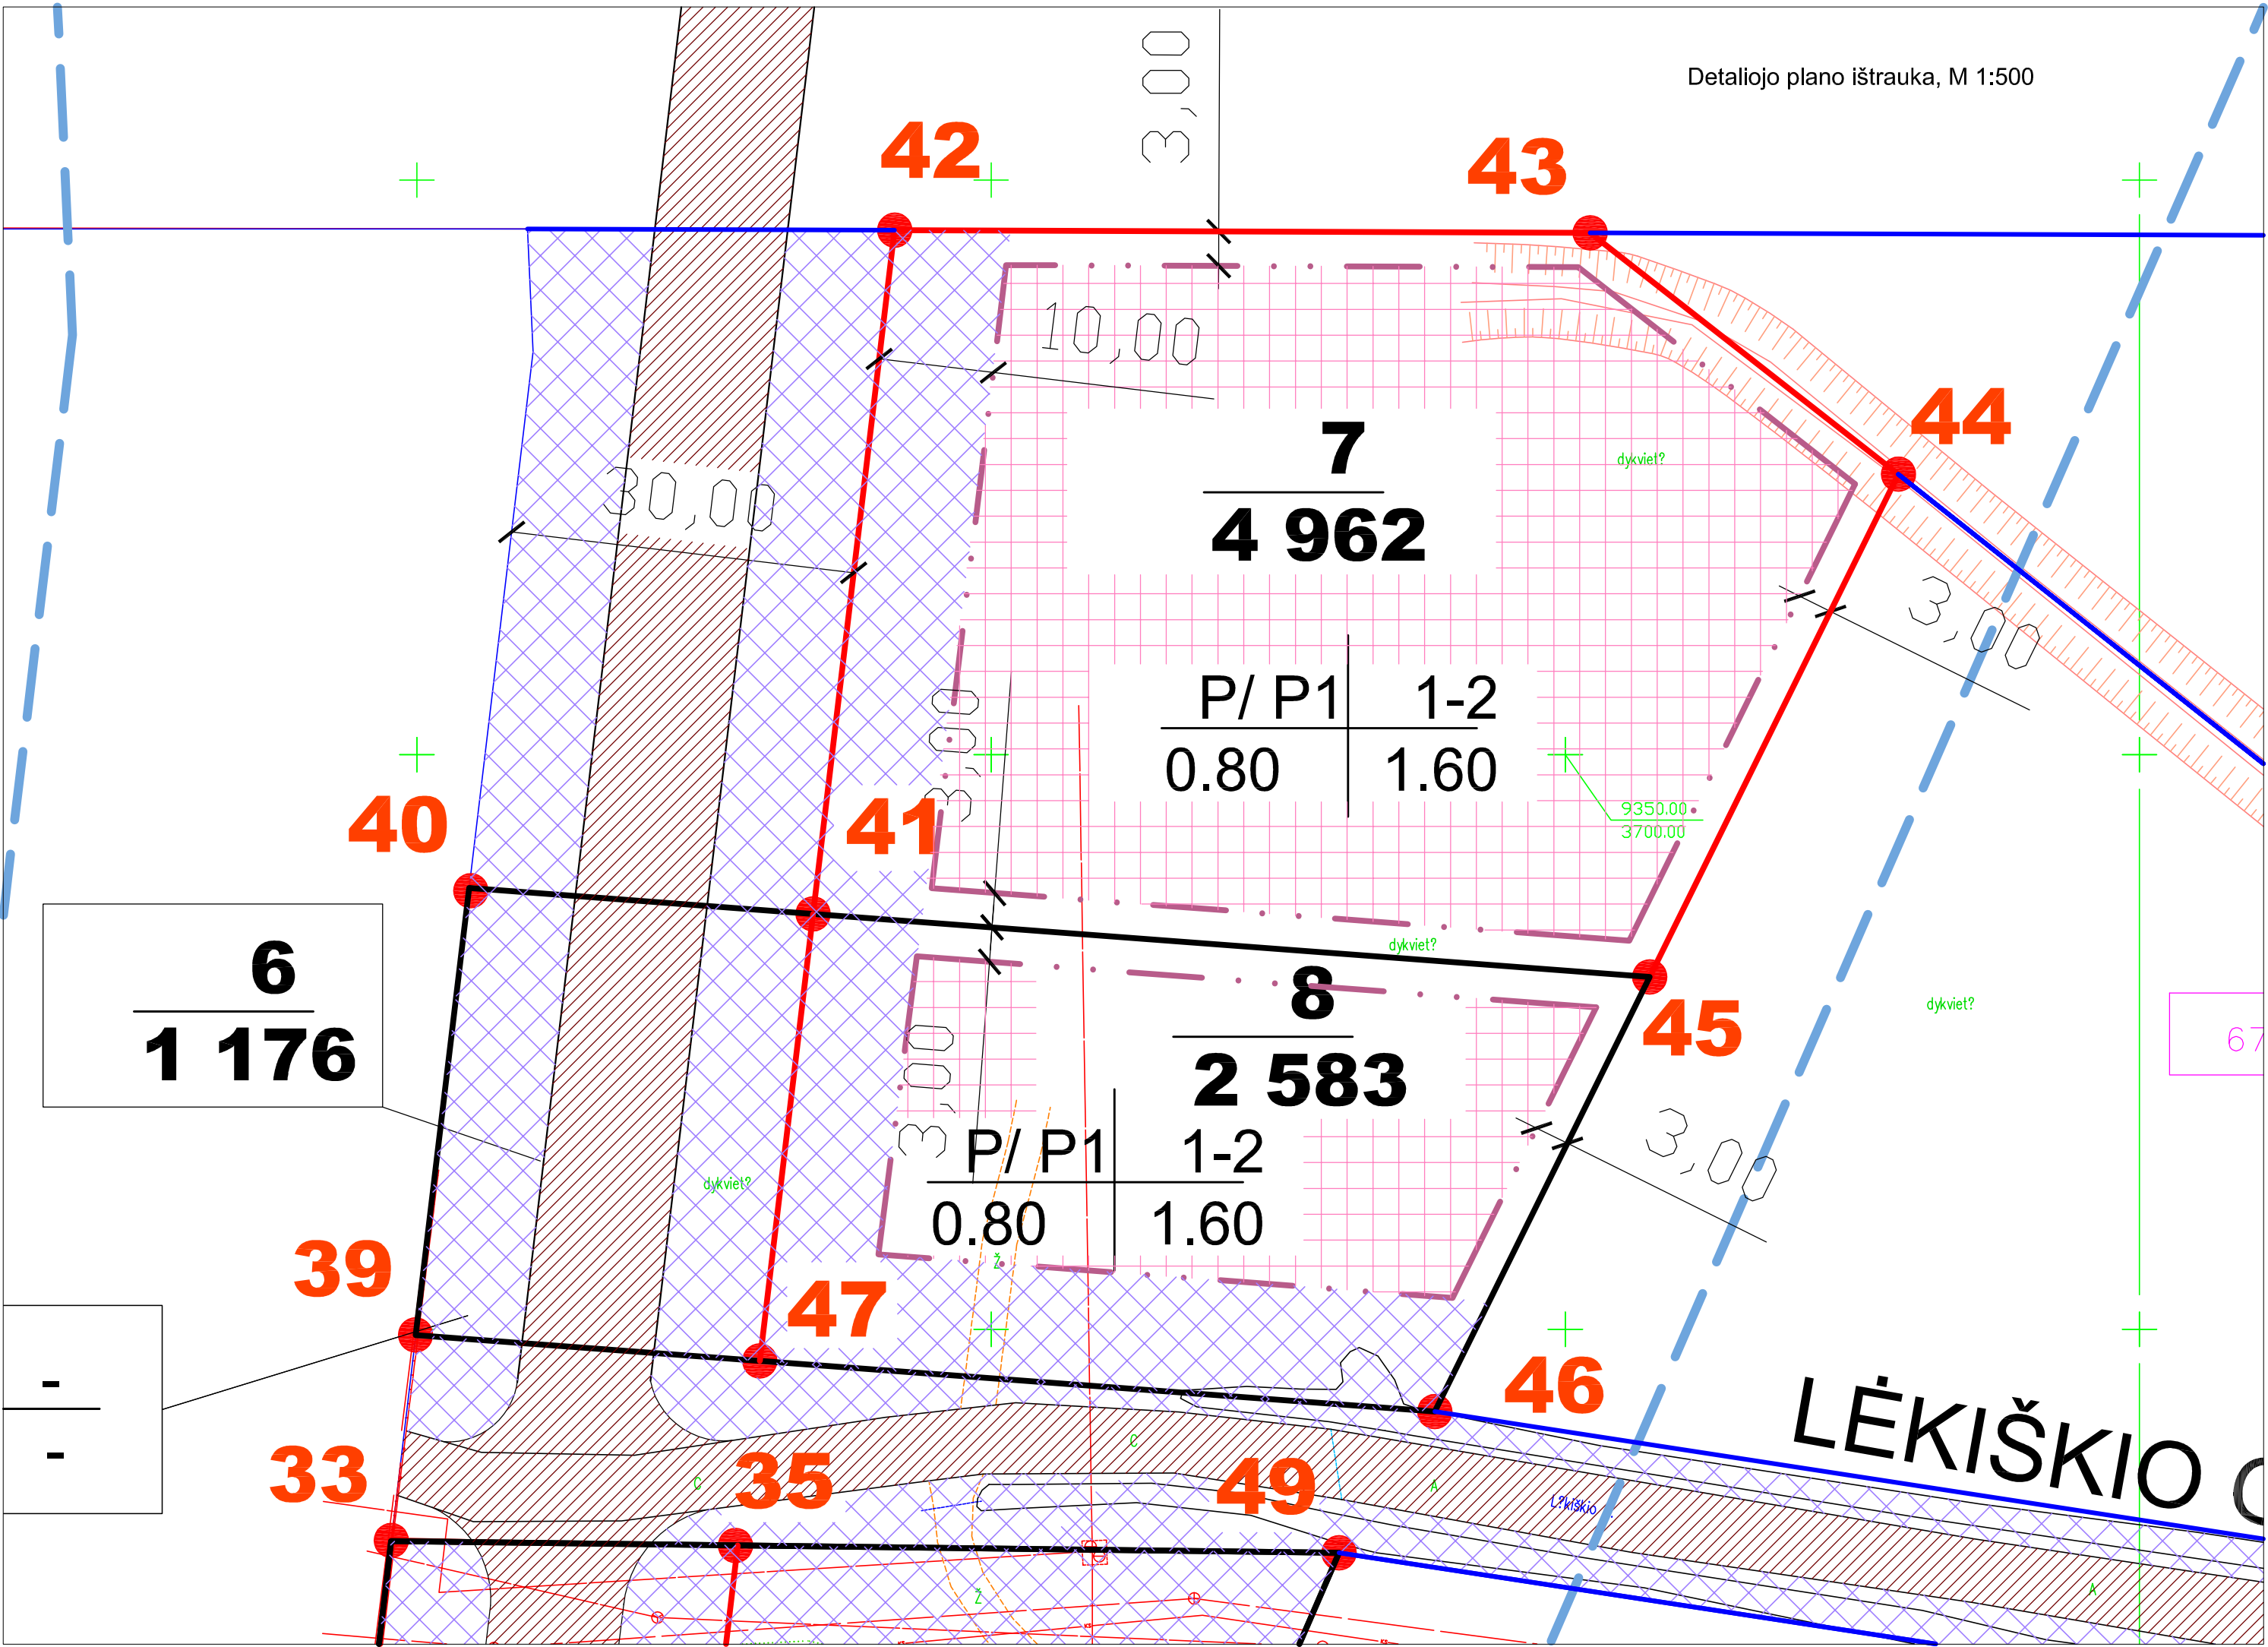 Detaliojo plano ištrauka, M 1:500
3,00
42
43
10,00
7
4 962
dykviet?
44
30,00
3,00
P/ P1 1-2
0.80 1.60
3,00
9350.00
3700.00
40
41
6
1 176
dykviet?
8
2 583
45
dykviet?
67
3,00
P/ P1 1-2
0.80 1.60
3,00
dykviet?
39
Ž
47
46
-
-
LĖKIŠKIO
33
C
C
35
49
A
L?kiškio
Ž
A